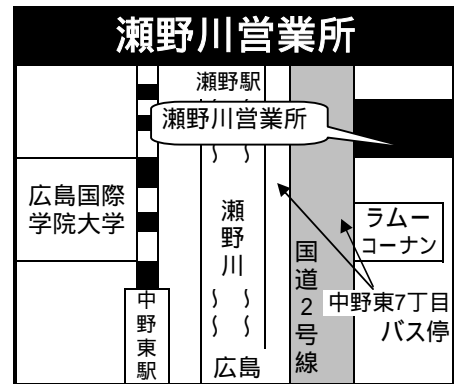 瀬野川営業所
瀬野駅
瀬野川営業所
広島国際
学院大学
瀬野川
国道2号線
ラムー
コーナン
中野東7丁目
バス停
中野東駅
広島